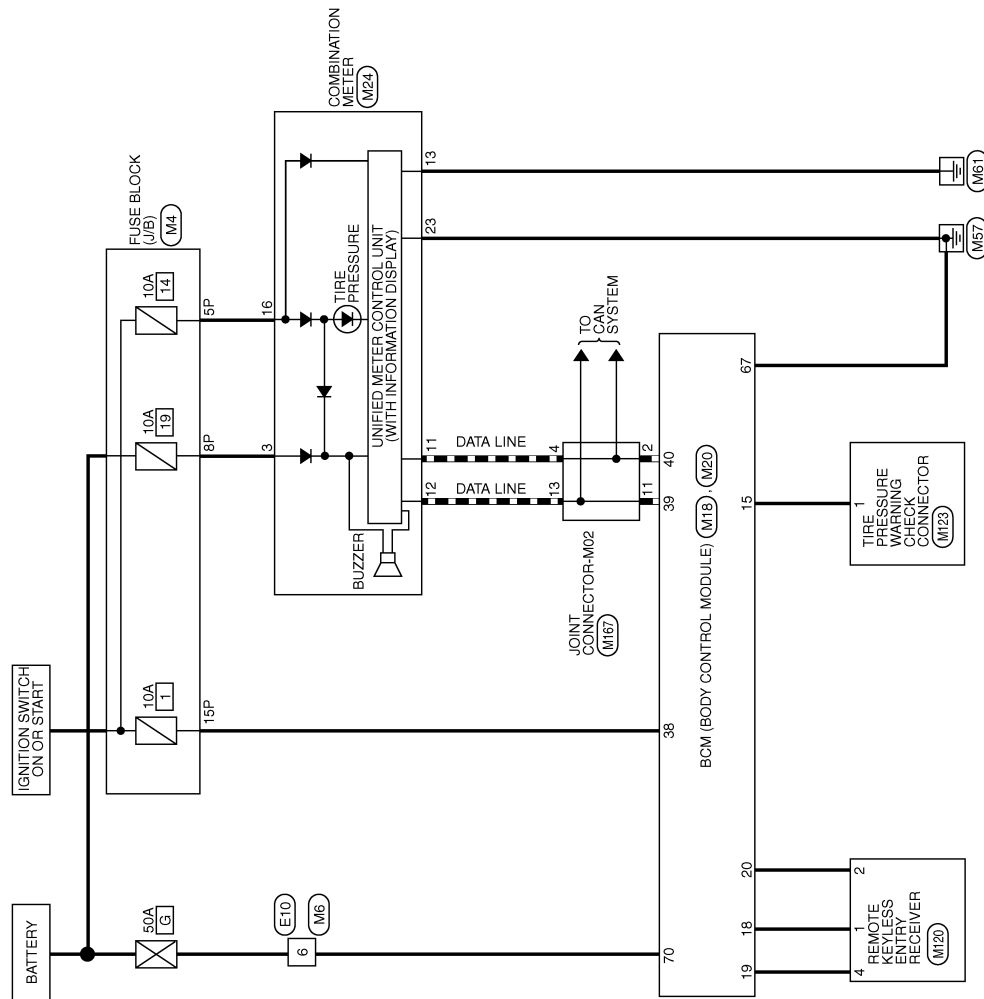 BATTERY
IGNITION SWITCH
ON OR START
50A
G
10A
1
10A
19
10A
14
FUSE BLOCK
(J/B)
M4
15P
8P
5P
E10
6
M6
3
16
COMBINATION
METER
M24
BUZZER
TIRE
PRESSURE
UNIFIED METER CONTROL UNIT
(WITH INFORMATION DISPLAY)
12
11
23
13
DATA LINE
DATA LINE
13
4
JOINT
CONNECTOR-M02
M167
TO
CAN
SYSTEM
11
2
70
38
39
40
BCM (BODY CONTROL MODULE) M18 , M20
19
18
20
15
67
4
1
2
REMOTE
KEYLESS
ENTRY
RECEIVER
M120
1
TIRE
PRESSURE
WARNING
CHECK
CONNECTOR
M123
M57
M61